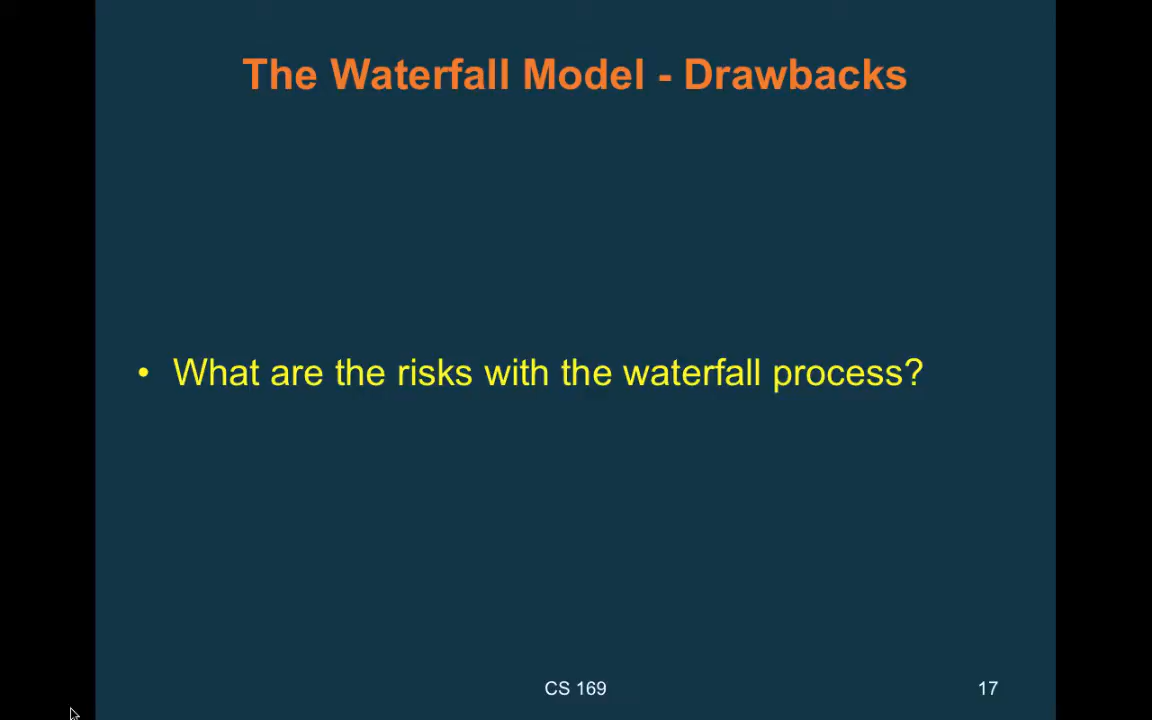 The Waterfall Model - Drawbacks
• What are the risks with the waterfall process?
CS 169
17